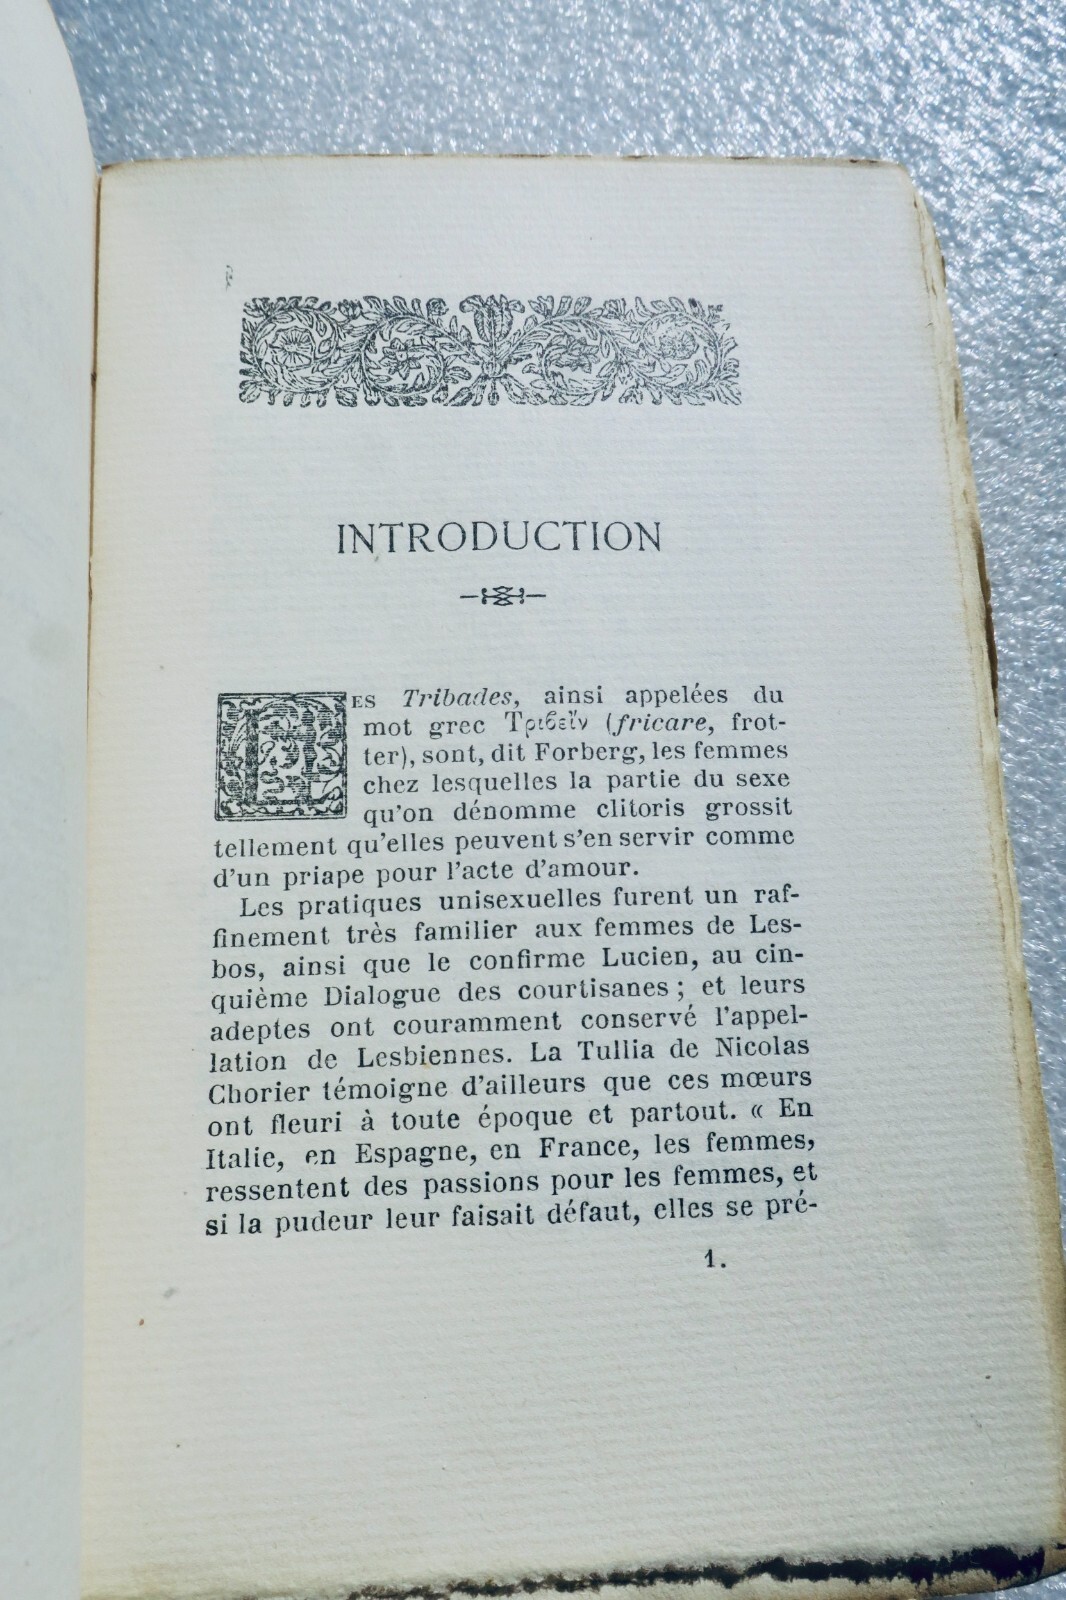 INTRODUCTION
LES Tribades, ainsi appelées du
mot grec Τριϐεῖν (fricare, frot-
ter), sont, dit Forberg, les femmes
chez lesquelles la partie du sexe
qu'on dénomme clitoris grossit
tellement qu'elles peuvent s'en servir comme
d'un priape pour l'acte d'amour.
Les pratiques unisexuelles furent un raf-
finement très familier aux femmes de Les-
bos, ainsi que le confirme Lucien, au cin-
quième Dialogue des courtisanes ; et leurs
adeptes ont couramment conservé l'appel-
lation de Lesbiennes. La Tullia de Nicolas
Chorier témoigne d'ailleurs que ces mœurs
ont fleuri à toute époque et partout. « En
Italie, en Espagne, en France, les femmes,
ressentent des passions pour les femmes, et
si la pudeur leur faisait défaut, elles se pré-
1.